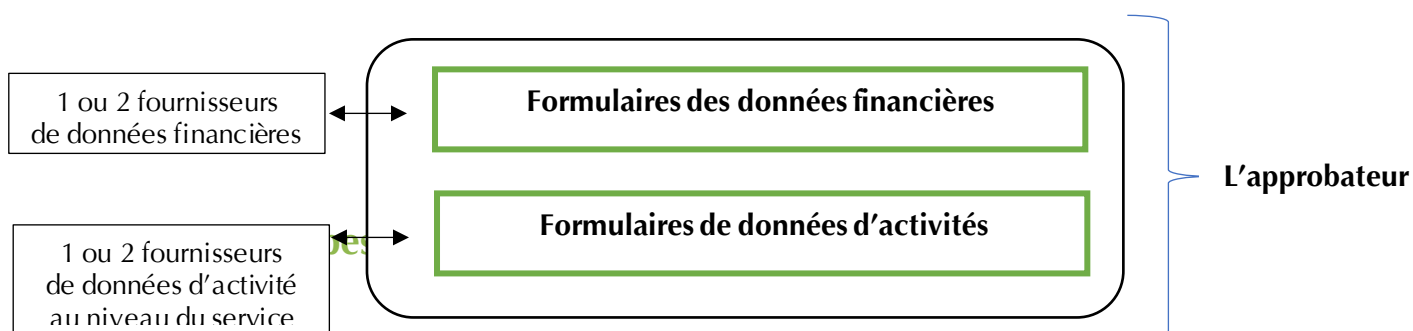 1 ou 2 fournisseurs
de données financières
Formulaires des données financières
L'approbateur
Formulaires de données d'activités
1 ou 2 fournisseurs
de données d'activité
au niveau du service